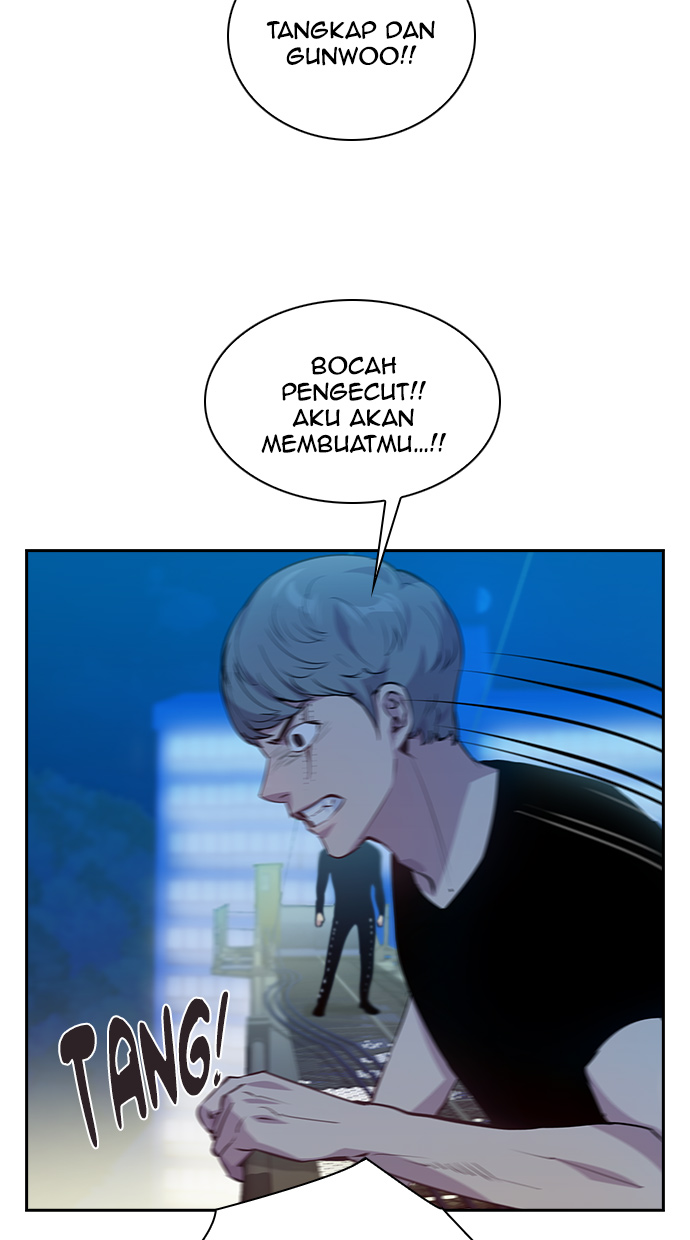 TANGKAP DAN
GUNWOO!!
BOCAH
PENGECUT!!
AKU AKAN
MEMBUATMU...!!
TANG!